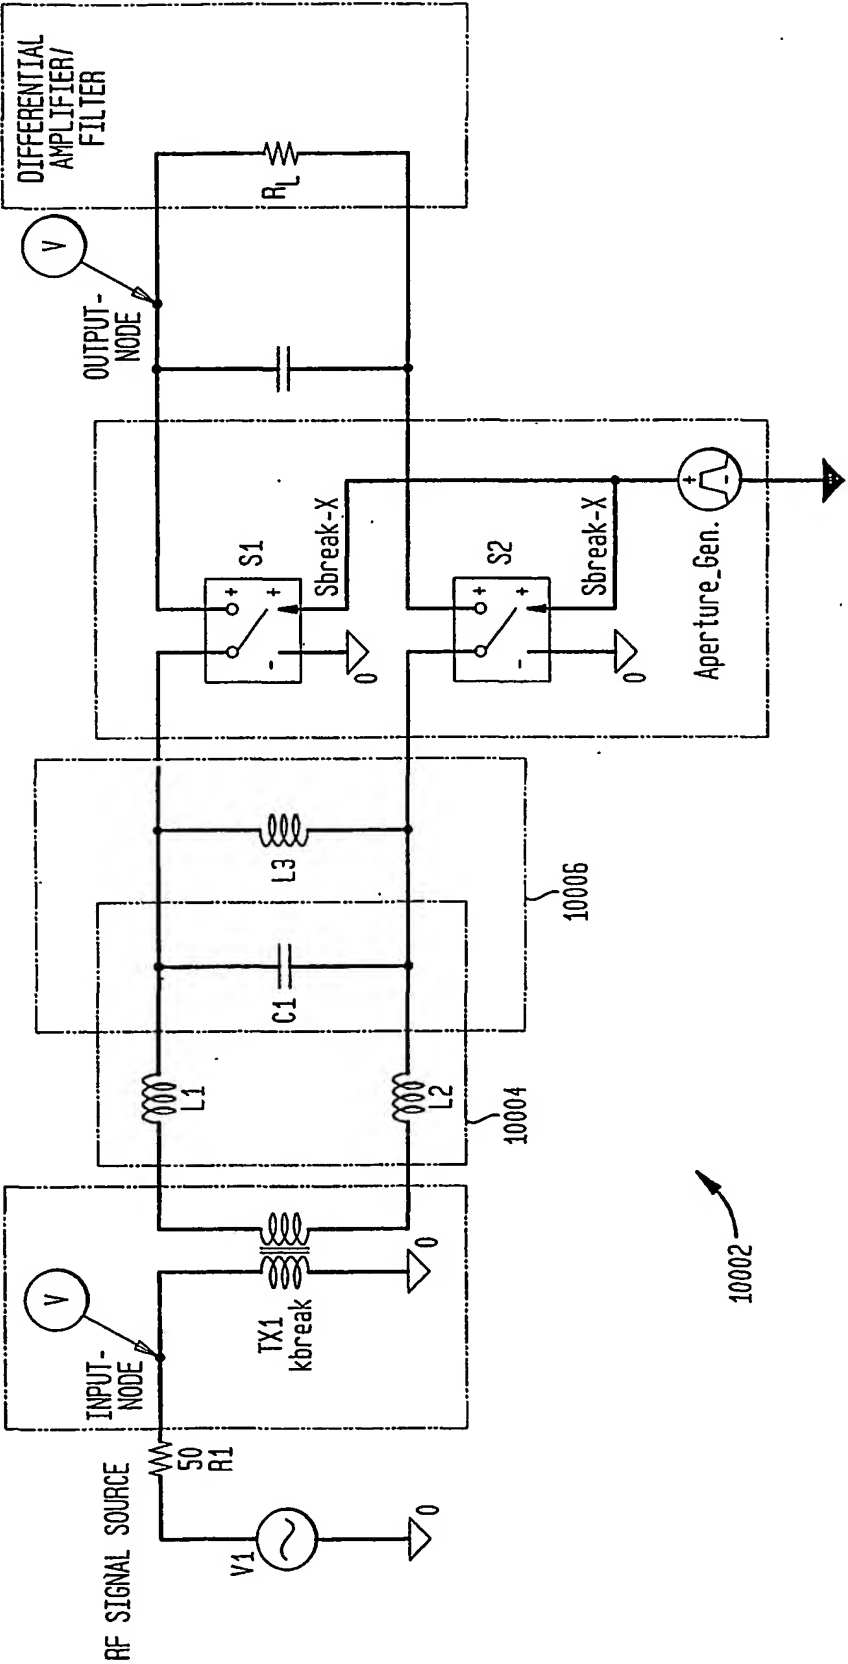 RF SIGNAL SOURCE
V1
0
50
R1
INPUT-
NODE
V
TX1
kbreak
0
L1
L2
10004
C1
L3
10006
S1
+
+
-
Sbreak-X
0
S2
+
+
-
Sbreak-X
0
Aperture_Gen.
+
-
OUTPUT-
NODE
V
RL
DIFFERENTIAL
AMPLIFIER/
FILTER
10002